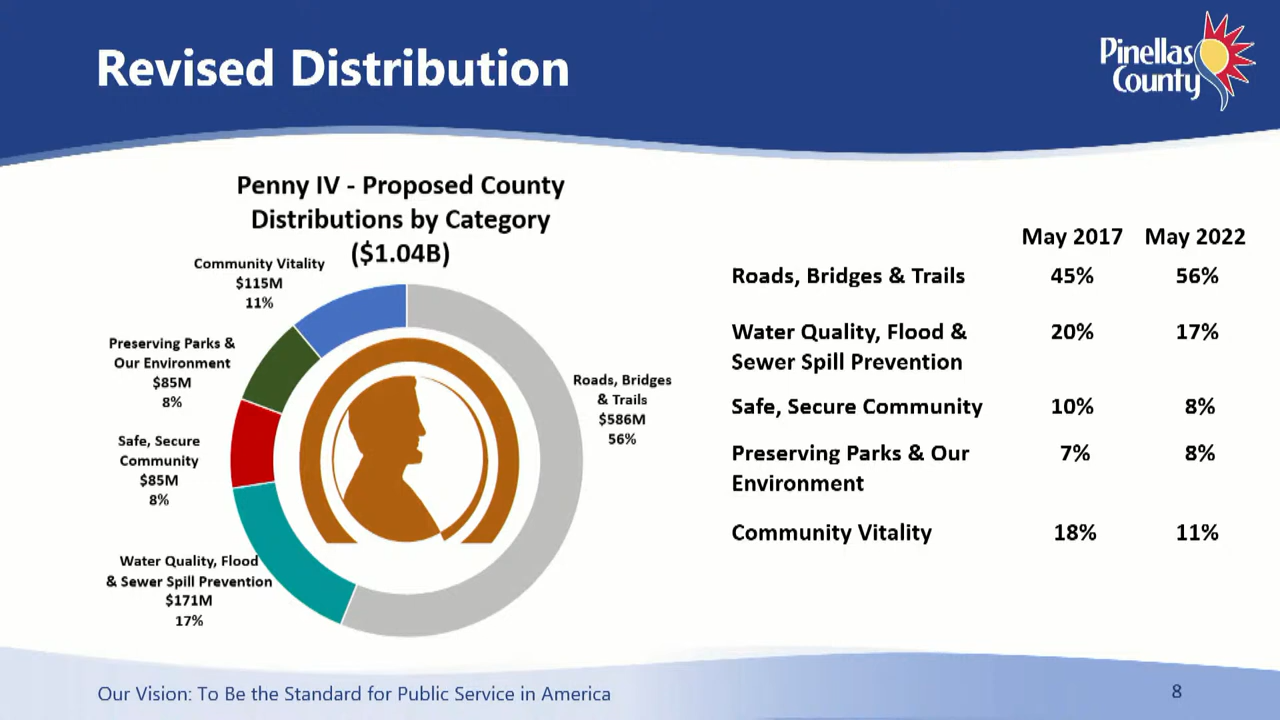 Revised Distribution
Pinellas
County
Penny IV - Proposed County
Distributions by Category
($1.04B)
Community Vitality
$115M
11%
Preserving Parks &
Our Environment
$85M
8%
Safe, Secure
Community
$85M
8%
Water Quality, Flood
& Sewer Spill Prevention
$171M
17%
Roads, Bridges
& Trails
$586M
56%
May 2017 May 2022
Roads, Bridges & Trails 45% 56%
Water Quality, Flood & 20% 17%
Sewer Spill Prevention
Safe, Secure Community 10% 8%
Preserving Parks & Our 7% 8%
Environment
Community Vitality 18% 11%
Our Vision: To Be the Standard for Public Service in America
8